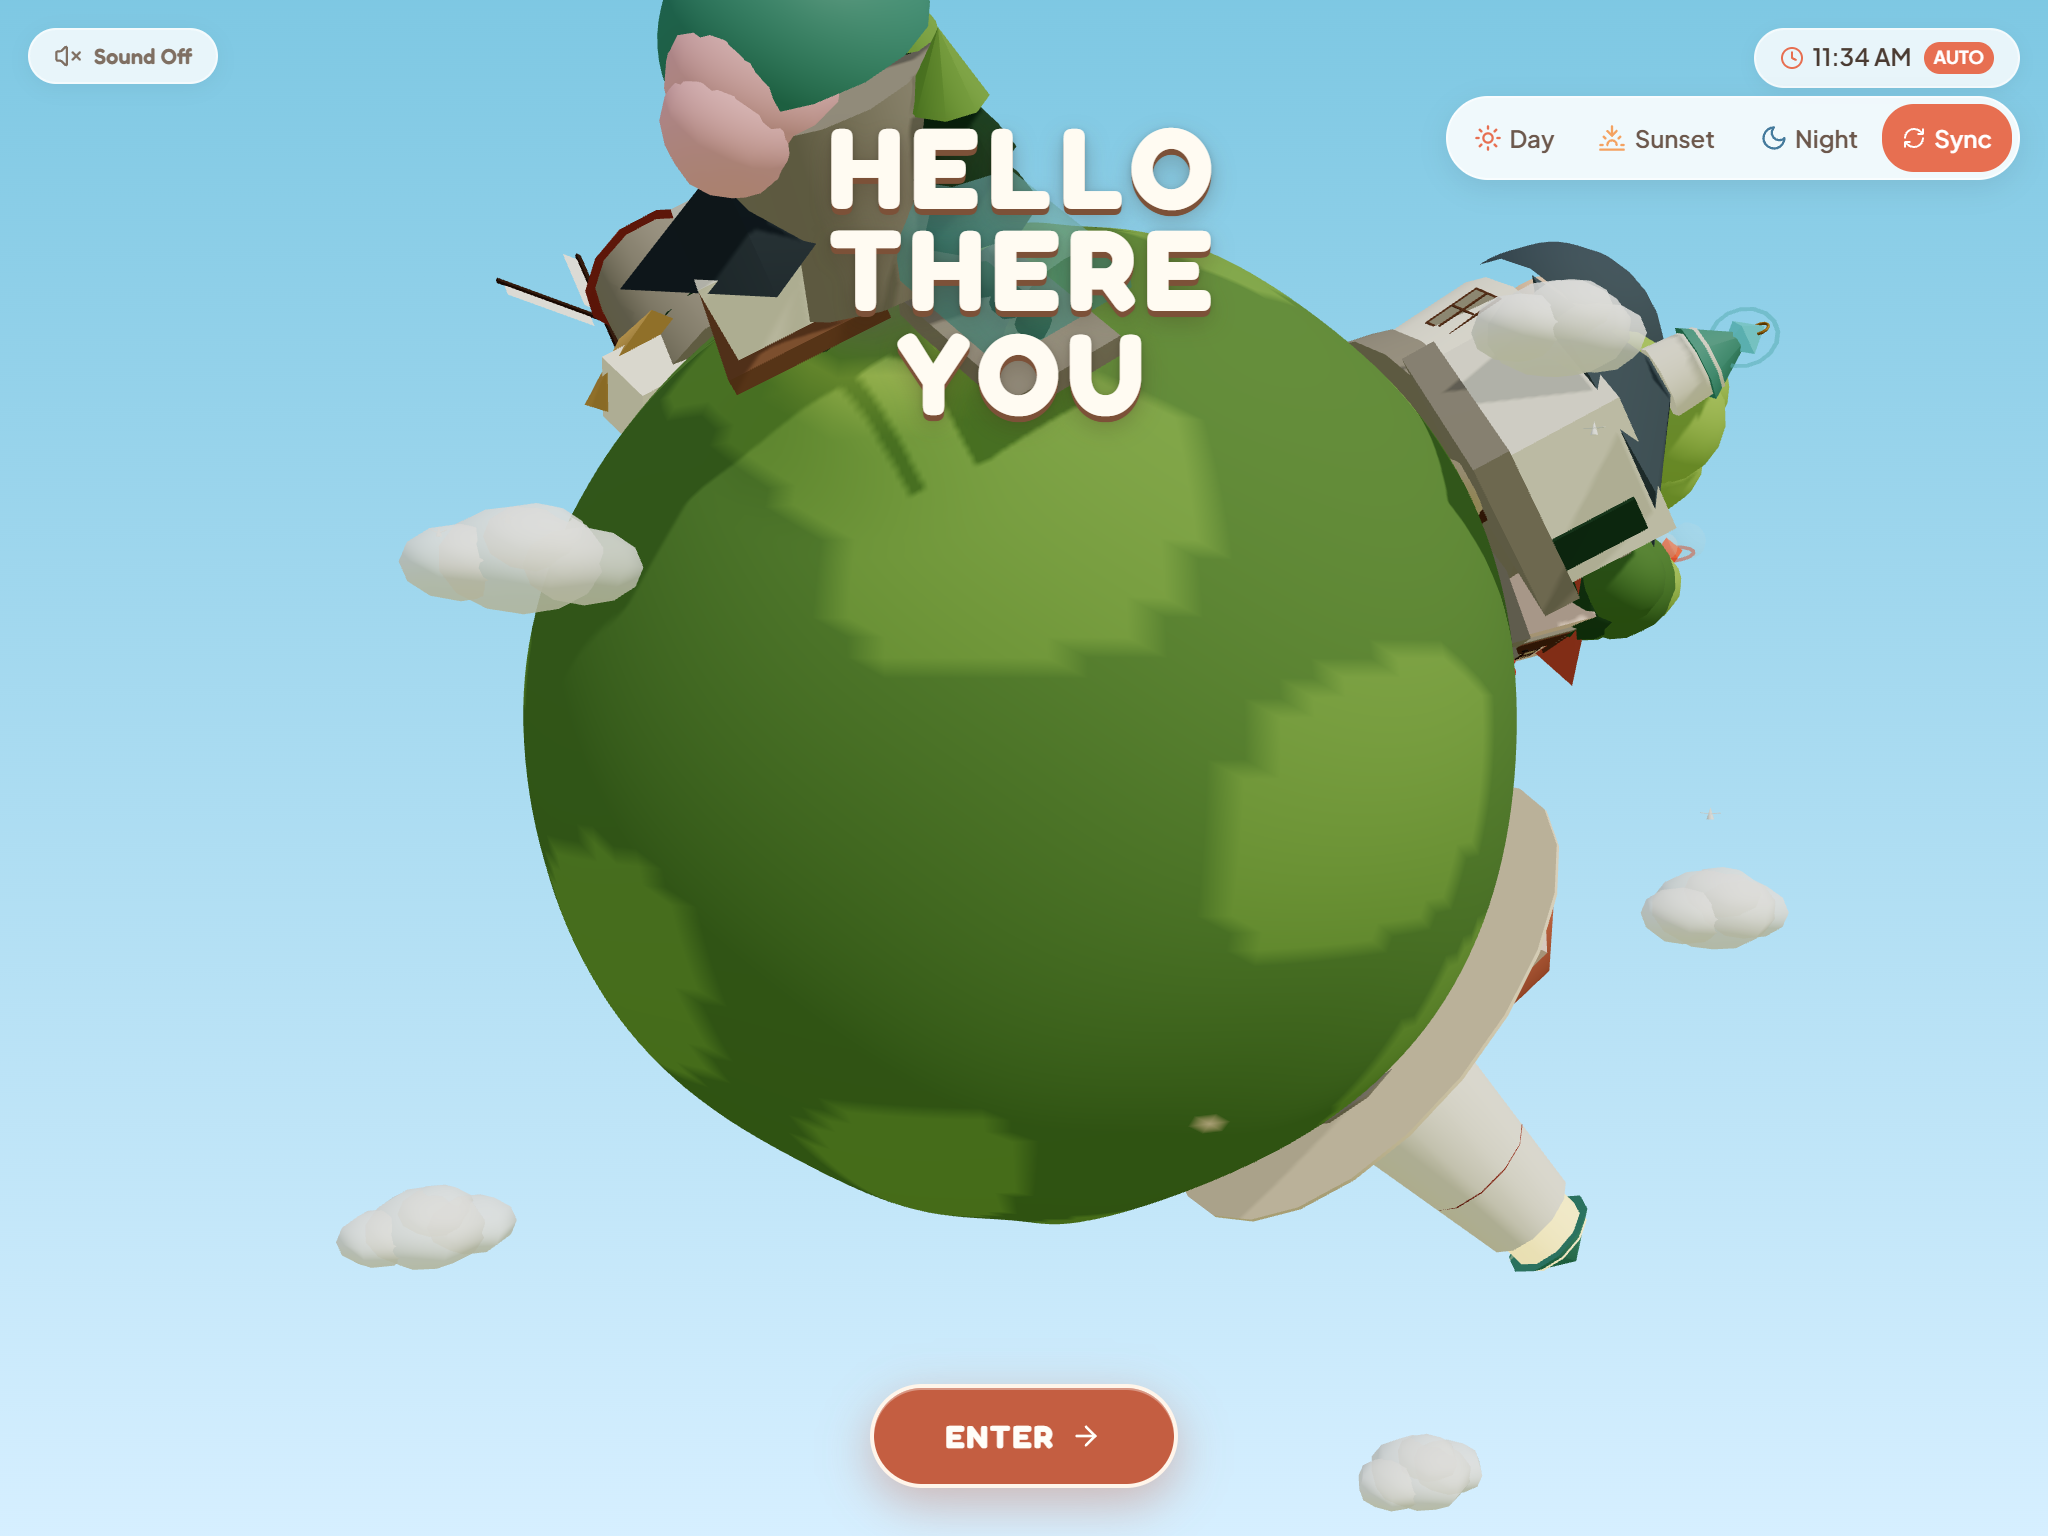 Sound Off
11:34 AM AUTO
Day Sunset Night Sync
HELLO
THERE
YOU
ENTER